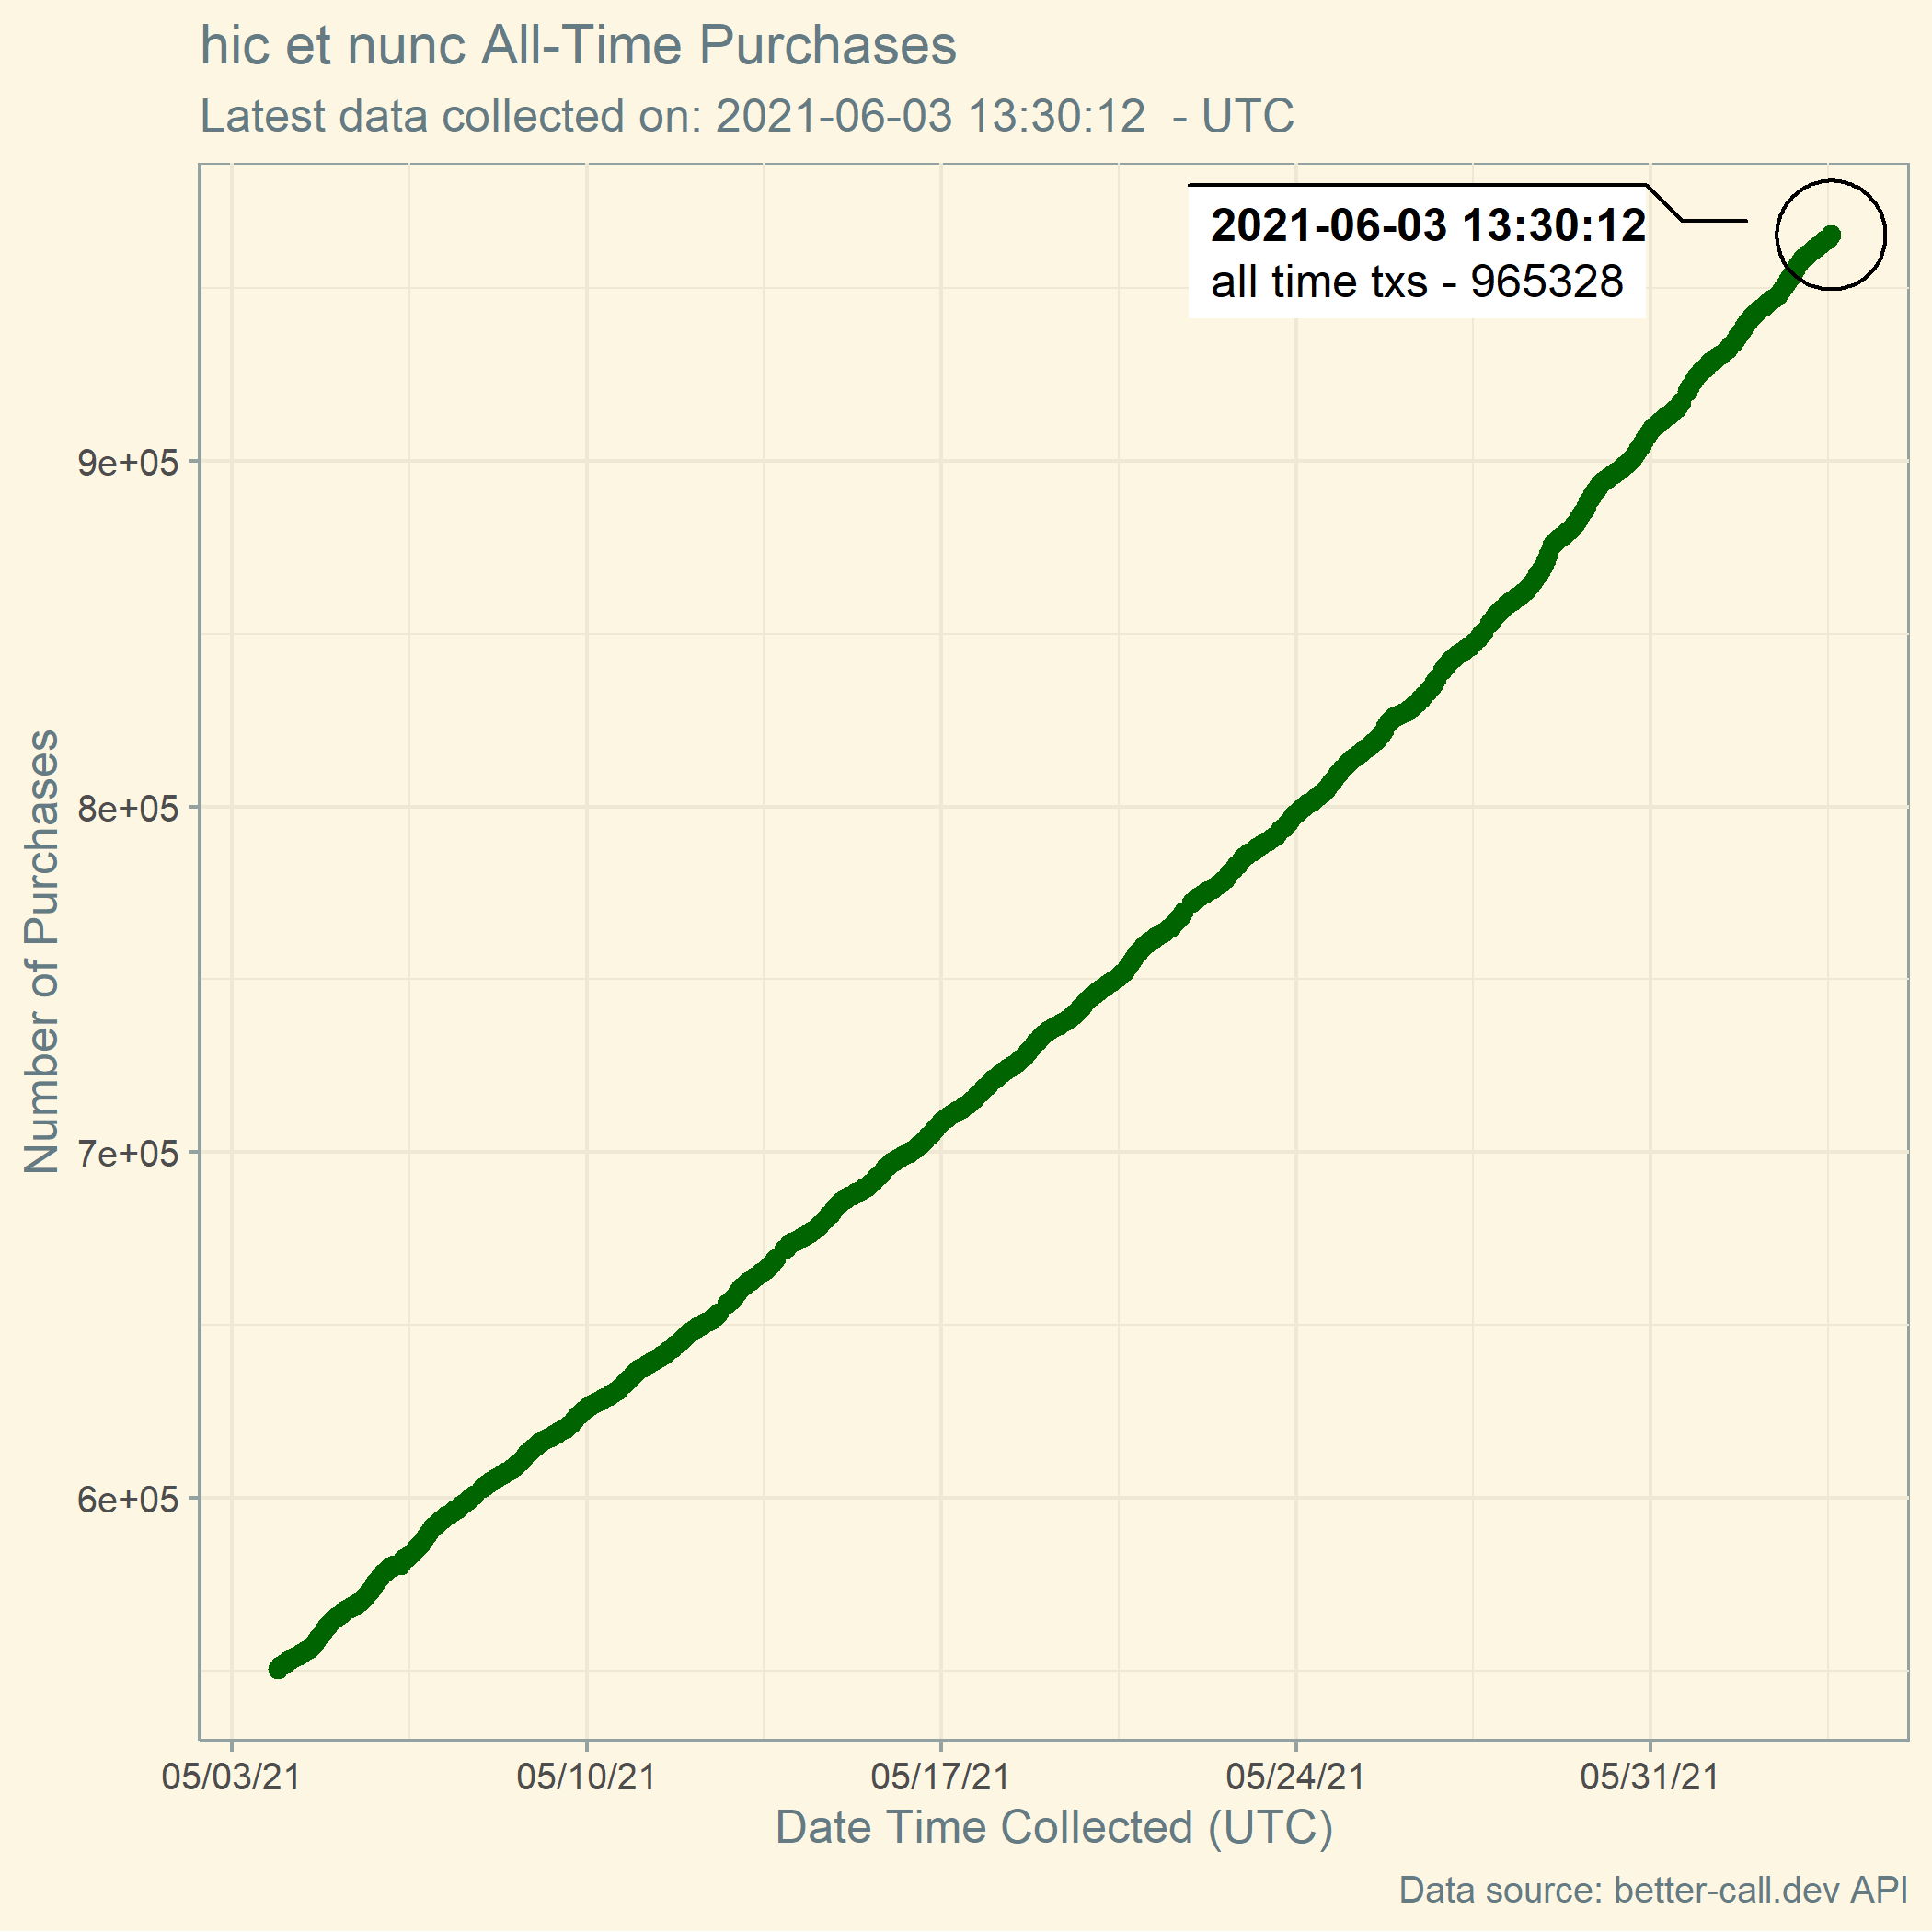 hic et nunc All-Time Purchases
Latest data collected on: 2021-06-03 13:30:12  - UTC
2021-06-03 13:30:12
all time txs - 965328
Number of Purchases
9e+05
8e+05
7e+05
6e+05
05/03/21
05/10/21
05/17/21
05/24/21
05/31/21
Date Time Collected (UTC)
Data source: better-call.dev API